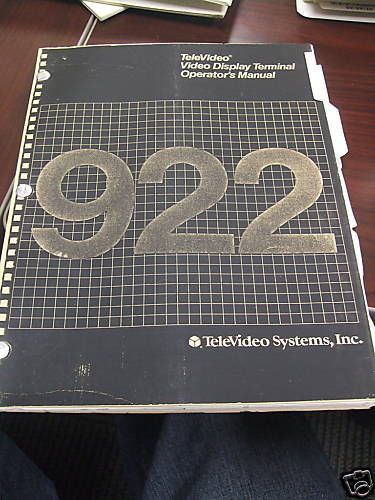 TeleVideo®
Video Display Terminal
Operator's Manual
922
TeleVideo Systems, Inc.